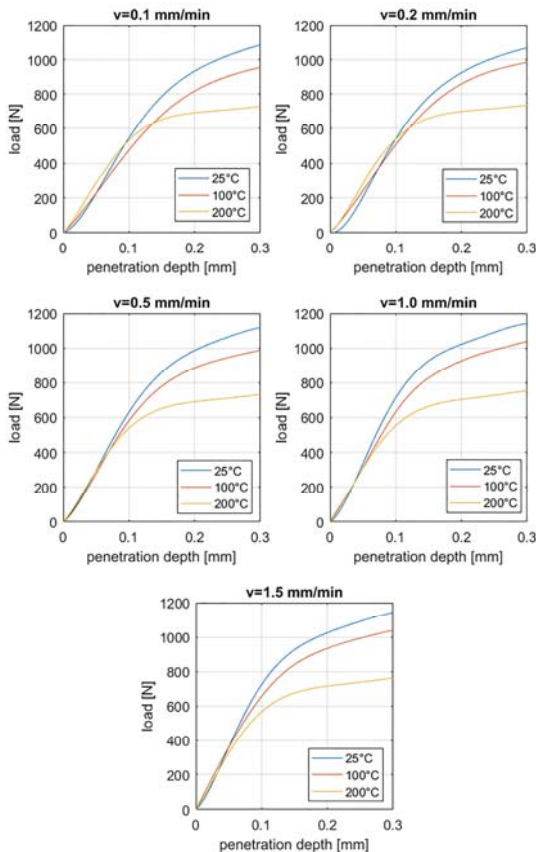 v=0.1 mm/min
1200
1000
800
600
400
200
0
load [N]
25°C
100°C
200°C
0 0.1 0.2 0.3
penetration depth [mm]
v=0.2 mm/min
1200
1000
800
600
400
200
0
load [N]
25°C
100°C
200°C
0 0.1 0.2 0.3
penetration depth [mm]
v=0.5 mm/min
1200
1000
800
600
400
200
0
load [N]
25°C
100°C
200°C
0 0.1 0.2 0.3
penetration depth [mm]
v=1.0 mm/min
1200
1000
800
600
400
200
0
load [N]
25°C
100°C
200°C
0 0.1 0.2 0.3
penetration depth [mm]
v=1.5 mm/min
1200
1000
800
600
400
200
0
load [N]
25°C
100°C
200°C
0 0.1 0.2 0.3
penetration depth [mm]